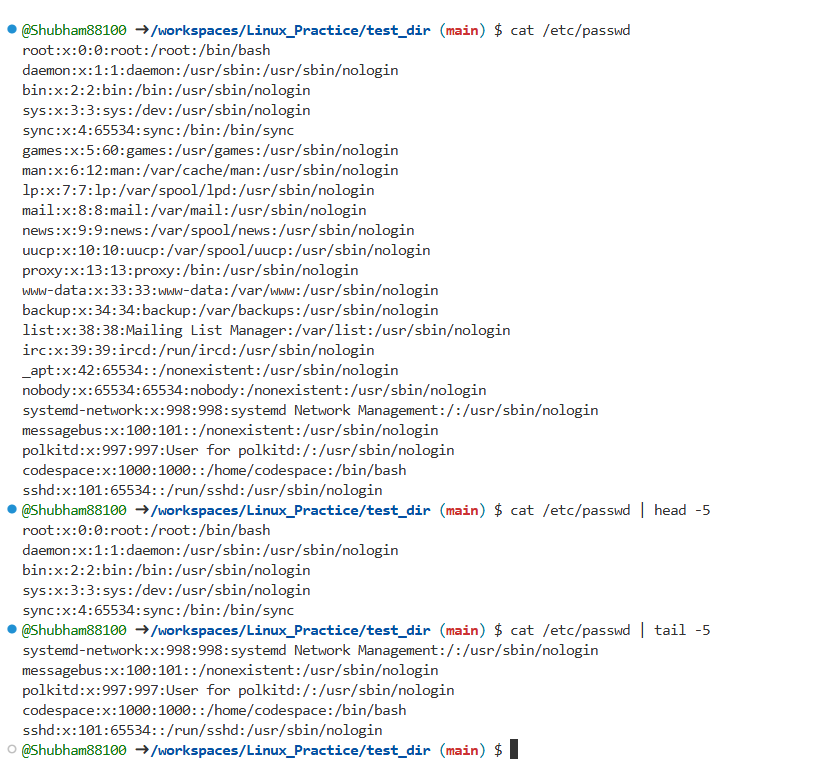 @Shubham88100 →/workspaces/Linux_Practice/test_dir (main) $ cat /etc/passwd
root:x:0:0:root:/root:/bin/bash
daemon:x:1:1:daemon:/usr/sbin:/usr/sbin/nologin
bin:x:2:2:bin:/bin:/usr/sbin/nologin
sys:x:3:3:sys:/dev:/usr/sbin/nologin
sync:x:4:65534:sync:/bin:/bin/sync
games:x:5:60:games:/usr/games:/usr/sbin/nologin
man:x:6:12:man:/var/cache/man:/usr/sbin/nologin
lp:x:7:7:lp:/var/spool/lpd:/usr/sbin/nologin
mail:x:8:8:mail:/var/mail:/usr/sbin/nologin
news:x:9:9:news:/var/spool/news:/usr/sbin/nologin
uucp:x:10:10:uucp:/var/spool/uucp:/usr/sbin/nologin
proxy:x:13:13:proxy:/bin:/usr/sbin/nologin
www-data:x:33:33:www-data:/var/www:/usr/sbin/nologin
backup:x:34:34:backup:/var/backups:/usr/sbin/nologin
list:x:38:38:Mailing List Manager:/var/list:/usr/sbin/nologin
irc:x:39:39:ircd:/run/ircd:/usr/sbin/nologin
_apt:x:42:65534::/nonexistent:/usr/sbin/nologin
nobody:x:65534:65534:nobody:/nonexistent:/usr/sbin/nologin
systemd-network:x:998:998:systemd Network Management:/:/usr/sbin/nologin
messagebus:x:100:101::/nonexistent:/usr/sbin/nologin
polkitd:x:997:997:User for polkitd:/:/usr/sbin/nologin
codespace:x:1000:1000::/home/codespace:/bin/bash
sshd:x:101:65534::/run/sshd:/usr/sbin/nologin
@Shubham88100 →/workspaces/Linux_Practice/test_dir (main) $ cat /etc/passwd | head -5
root:x:0:0:root:/root:/bin/bash
daemon:x:1:1:daemon:/usr/sbin:/usr/sbin/nologin
bin:x:2:2:bin:/bin:/usr/sbin/nologin
sys:x:3:3:sys:/dev:/usr/sbin/nologin
sync:x:4:65534:sync:/bin:/bin/sync
@Shubham88100 →/workspaces/Linux_Practice/test_dir (main) $ cat /etc/passwd | tail -5
systemd-network:x:998:998:systemd Network Management:/:/usr/sbin/nologin
messagebus:x:100:101::/nonexistent:/usr/sbin/nologin
polkitd:x:997:997:User for polkitd:/:/usr/sbin/nologin
codespace:x:1000:1000::/home/codespace:/bin/bash
sshd:x:101:65534::/run/sshd:/usr/sbin/nologin
@Shubham88100 →/workspaces/Linux_Practice/test_dir (main) $